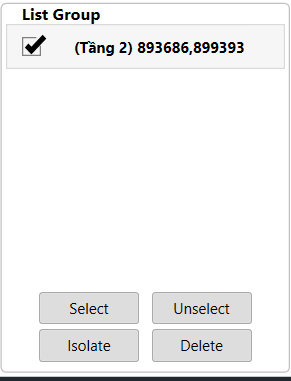 List Group
(Tầng 2) 893686,899393
Select
Unselect
Isolate
Delete